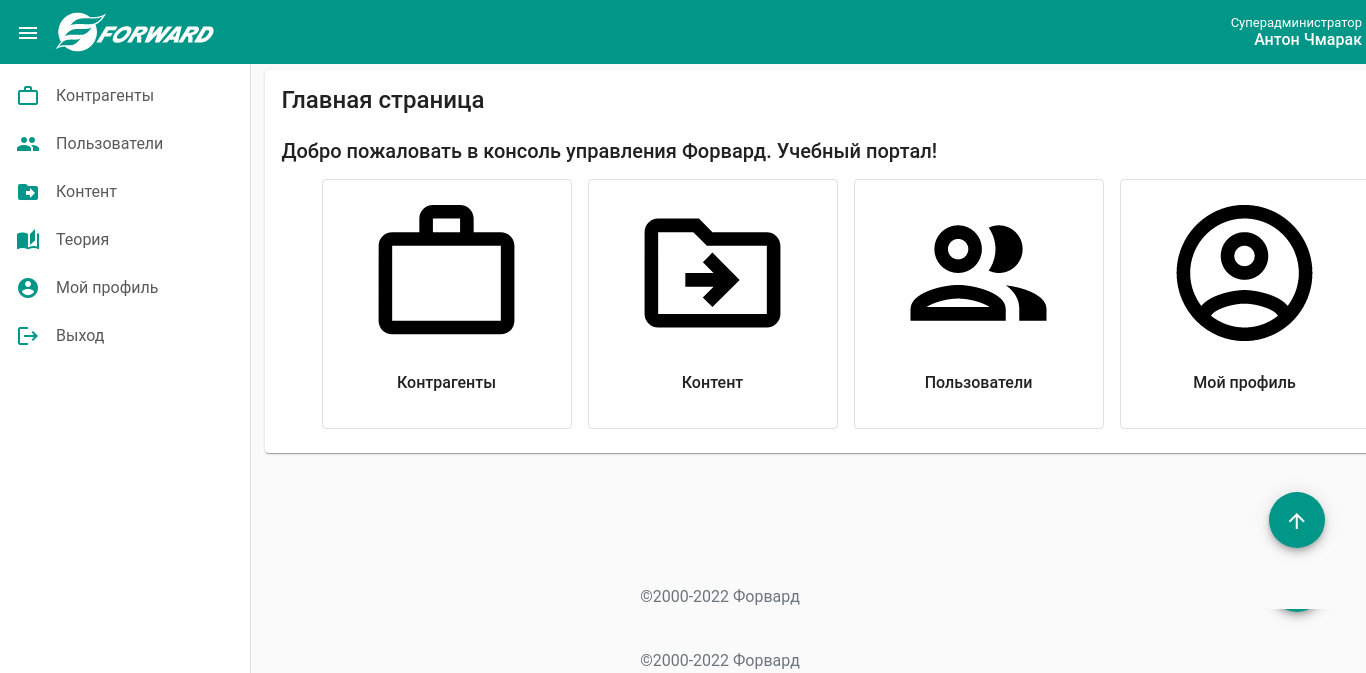 FORWARD
Суперадминистратор
Антон Чмарак
Контрагенты
Пользователи
Контент
Теория
Мой профиль
Выход
Главная страница
Добро пожаловать в консоль управления Форвард. Учебный портал!
Контрагенты
Контент
Пользователи
Мой профиль
©2000-2022 Форвард
©2000-2022 Форвард